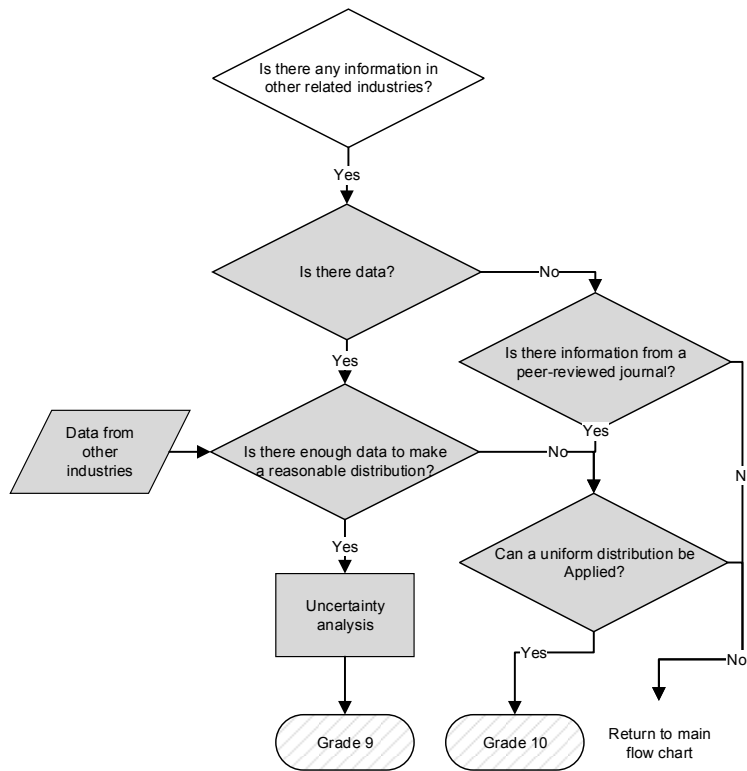 Is there any information in
other related industries?
Yes
Is there data?
No
Yes
Is there information from a
peer-reviewed journal?
Yes
N
Data from
other
industries
Is there enough data to make
a reasonable distribution?
No
Yes
Can a uniform distribution be
Applied?
Uncertainty
analysis
Yes
No
Grade 9
Grade 10
Return to main
flow chart